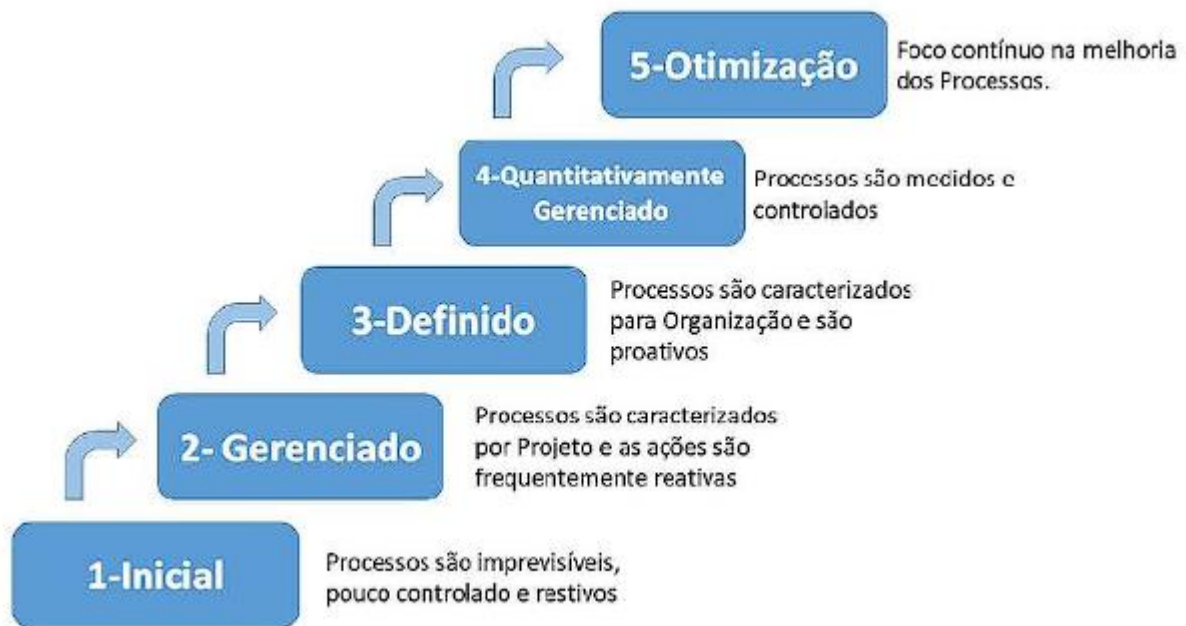 5-Otimização
Foco contínuo na melhoria
dos Processos.
4-Quantitativamente
Gerenciado
Processos são medidos e
controlados
3-Definido
Processos são caracterizados
para Organização e são
proativos
2- Gerenciado
Processos são caracterizados
por Projeto e as ações são
frequentemente reativas
1-Inicial
Processos são imprevisíveis,
pouco controlado e restivos